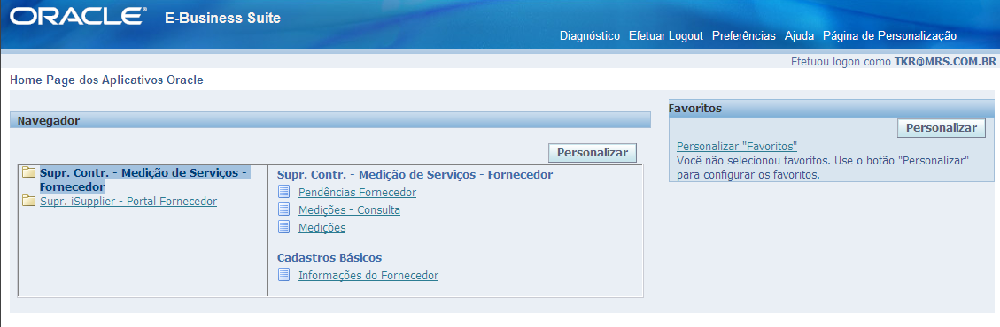 ORACLE® E-Business Suite
Diagnóstico Efetuar Logout Preferências Ajuda Página de Personalização
Efetuou logon como TKR@MRS.COM.BR
Home Page dos Aplicativos Oracle
Navegador
Personalizar
Supr. Contr. - Medição de Serviços -
Fornecedor
Supr. iSupplier - Portal Fornecedor
Supr. Contr. - Medição de Serviços - Fornecedor
Pendências Fornecedor
Medições - Consulta
Medições
Cadastros Básicos
Informações do Fornecedor
Favoritos
Personalizar
Personalizar "Favoritos"
Você não selecionou favoritos. Use o botão "Personalizar"
para configurar os favoritos.